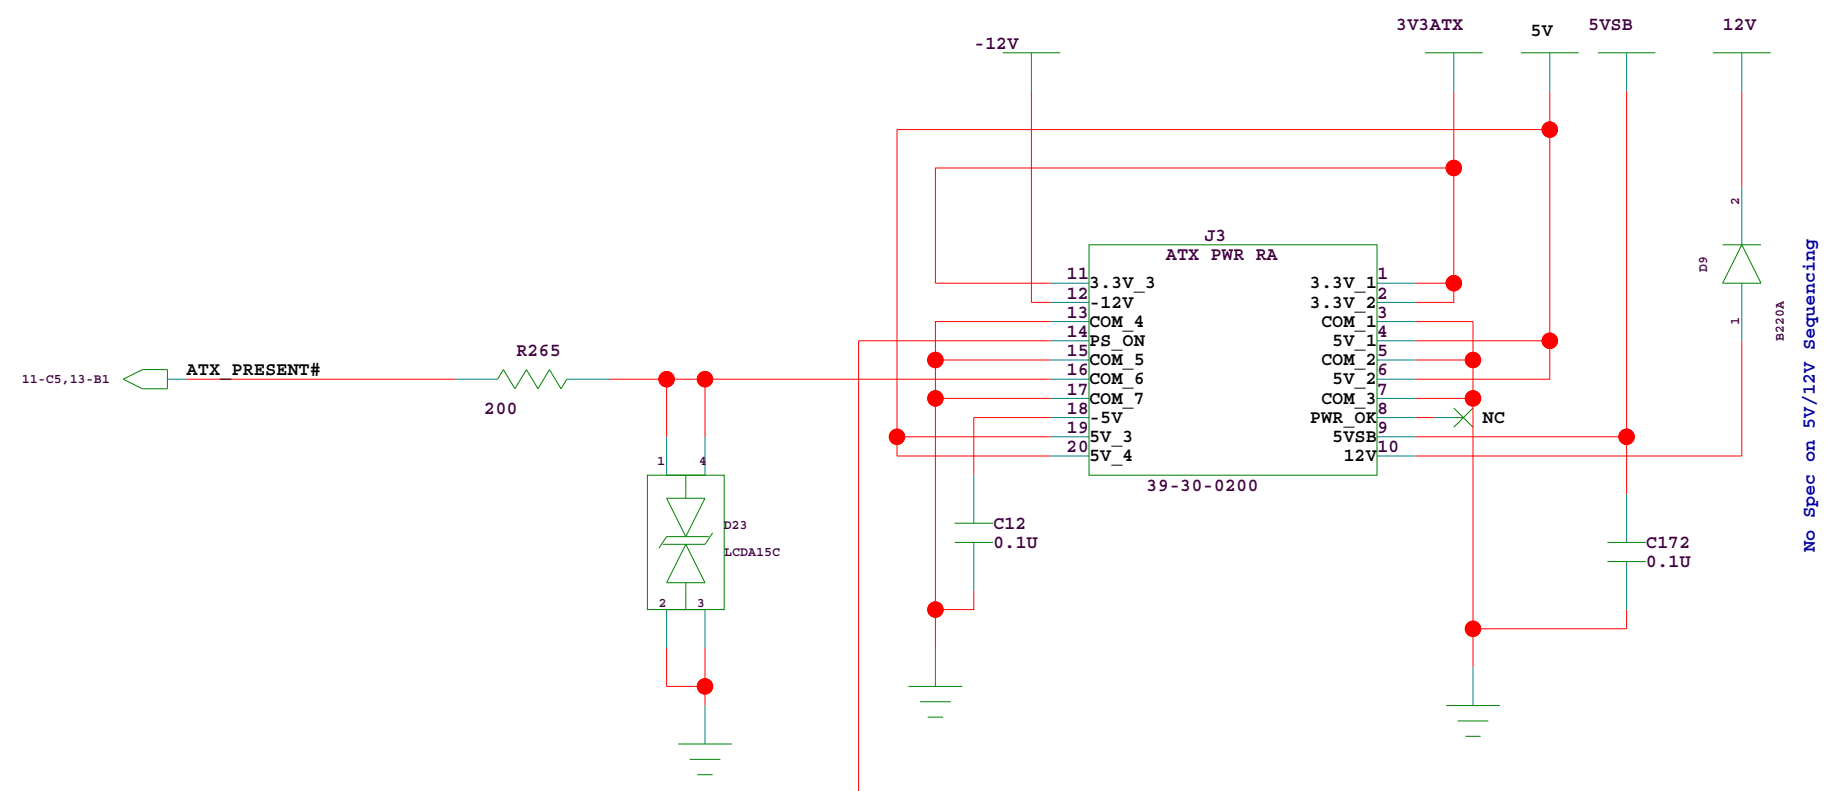 -12V
3V3ATX
5V
5VSB
12V
J3
ATX PWR RA
11
3.3V_3
12
-12V
13
COM_4
14
PS_ON
15
COM_5
16
COM_6
17
COM_7
18
-5V
19
5V_3
20
5V_4
3.3V_1
1
3.3V_2
2
COM_1
3
5V_1
4
COM_2
5
5V_2
6
COM_3
7
PWR_OK
8
NC
5VSB
9
12V
10
39-30-0200
11-C5,13-B1
ATX_PRESENT#
R265
200
1
4
D23
LCDA15C
2
3
C12
0.1U
C172
0.1U
2
D9
1
B220A
No Spec on 5V/12V Sequencing